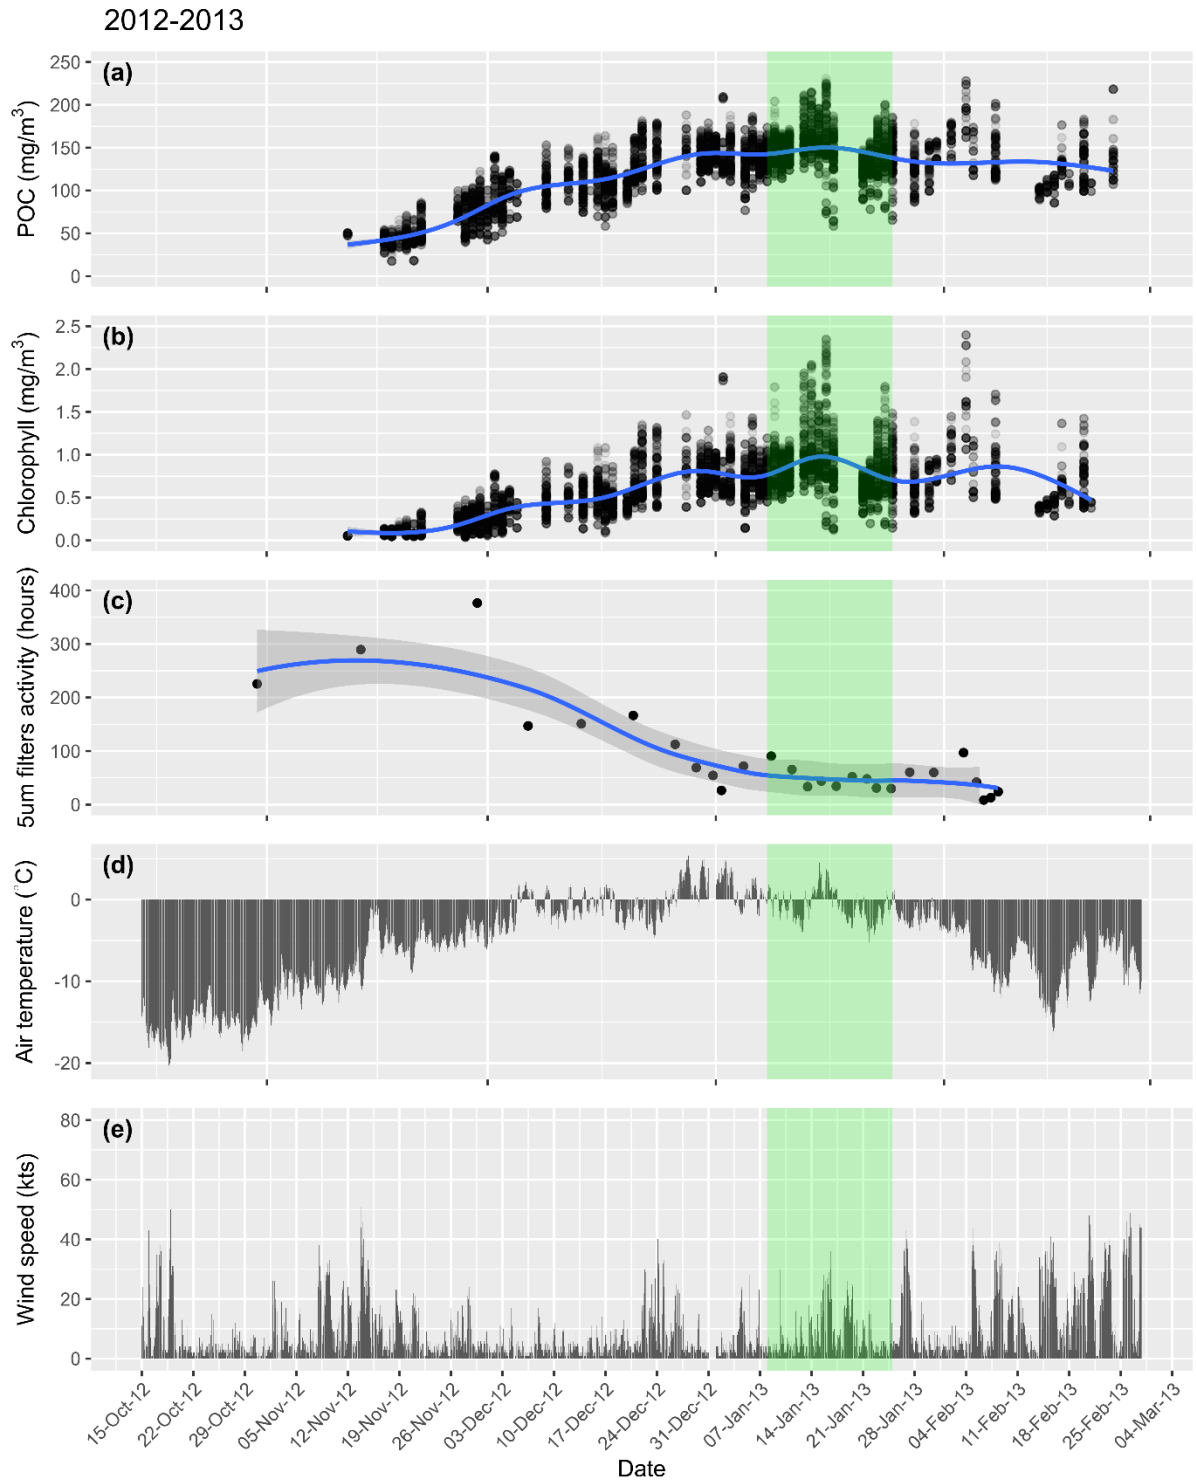 2012-2013
(a)
POC (mg/m³)
250
200
150
100
50
0
(b)
Chlorophyll (mg/m³)
2.5
2.0
1.5
1.0
0.5
0.0
(c)
5um filters activity (hours)
400
300
200
100
0
(d)
Air temperature (°C)
0
-10
-20
(e)
Wind speed (kts)
80
60
40
20
0
15-Oct-12
22-Oct-12
29-Oct-12
05-Nov-12
12-Nov-12
19-Nov-12
26-Nov-12
03-Dec-12
10-Dec-12
17-Dec-12
24-Dec-12
31-Dec-12
07-Jan-13
14-Jan-13
21-Jan-13
28-Jan-13
04-Feb-13
11-Feb-13
18-Feb-13
25-Feb-13
04-Mar-13
Date